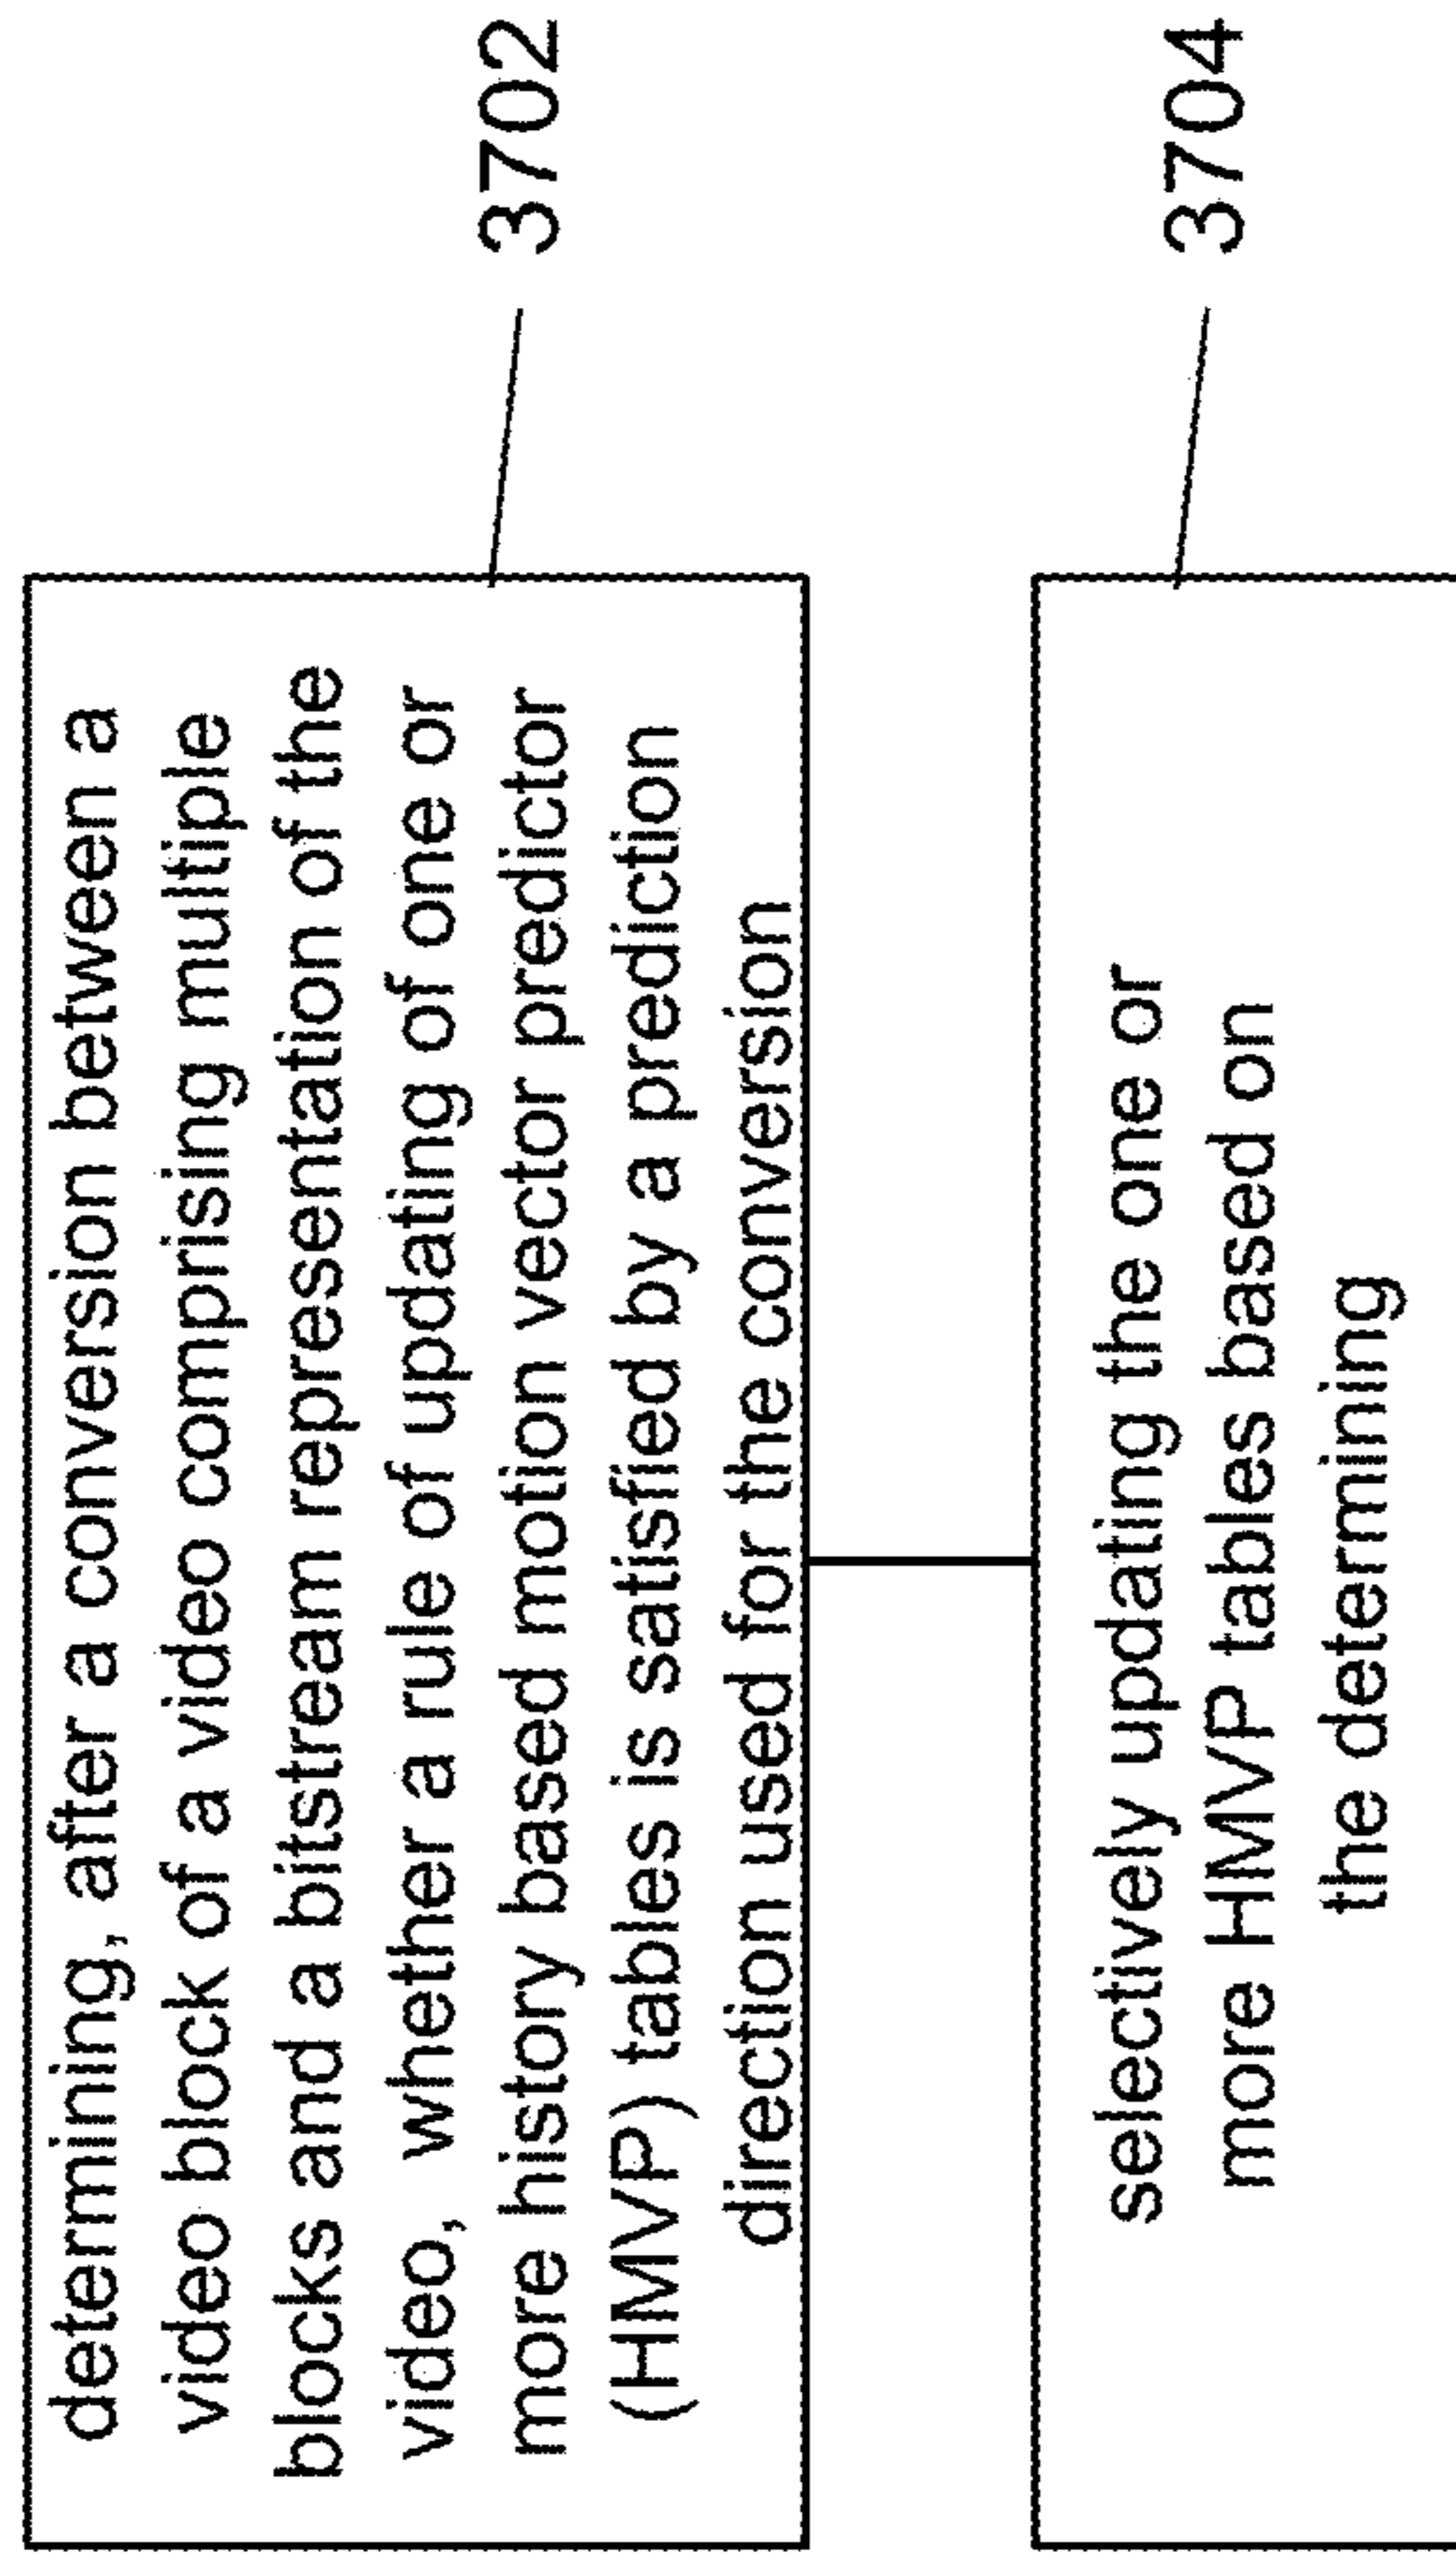 determining, after a conversion between a
video block of a video comprising multiple
blocks and a bitstream representation of the
video, whether a rule of updating of one or
more history based motion vector predictor
(HMVP) tables is satisfied by a prediction
direction used for the conversion
3702
selectively updating the one or
more HMVP tables based on
the determining
3704